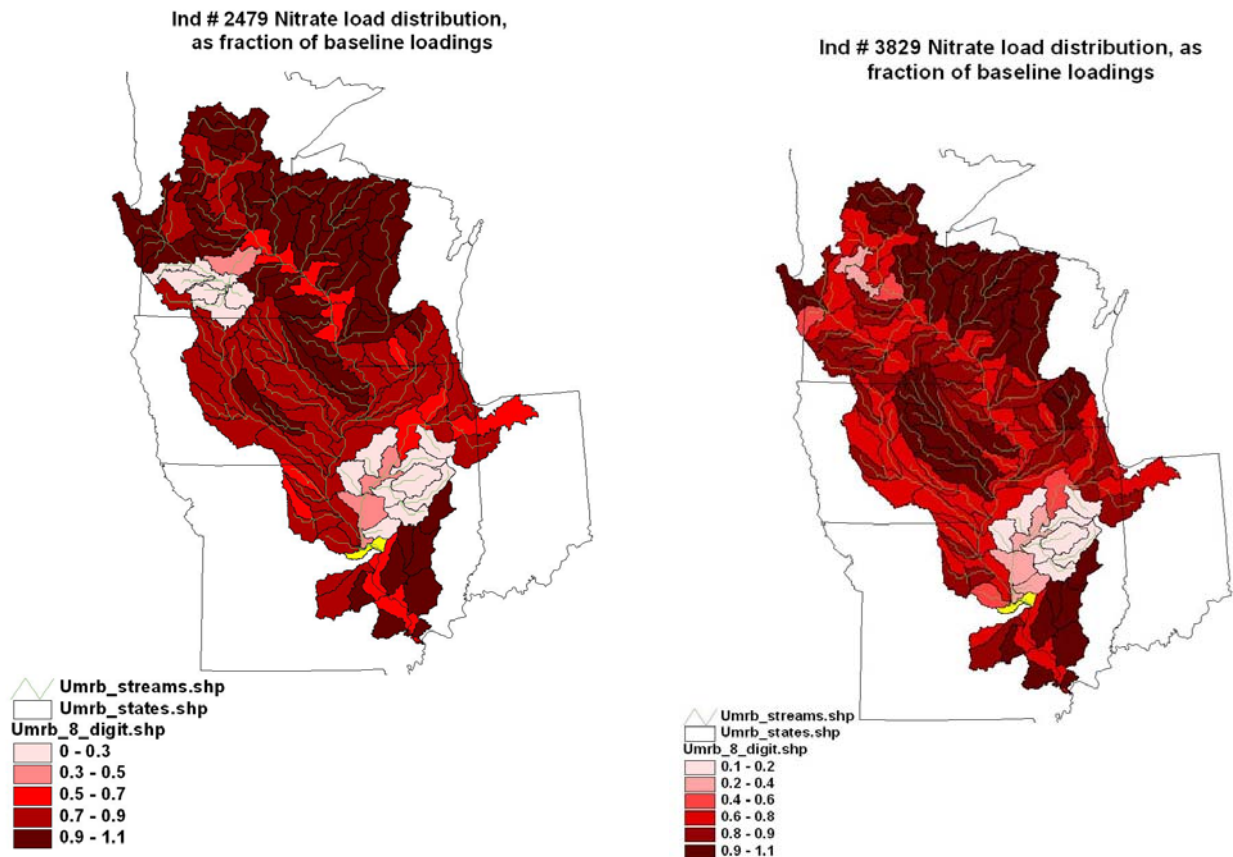 Ind # 2479 Nitrate load distribution,
as fraction of baseline loadings
Umrb_streams.shp
Umrb_states.shp
Umrb_8_digit.shp
0 - 0.3
0.3 - 0.5
0.5 - 0.7
0.7 - 0.9
0.9 - 1.1
Ind # 3829 Nitrate load distribution, as
fraction of baseline loadings
Umrb_streams.shp
Umrb_states.shp
Umrb_8_digit.shp
0.1 - 0.2
0.2 - 0.4
0.4 - 0.6
0.6 - 0.8
0.8 - 0.9
0.9 - 1.1